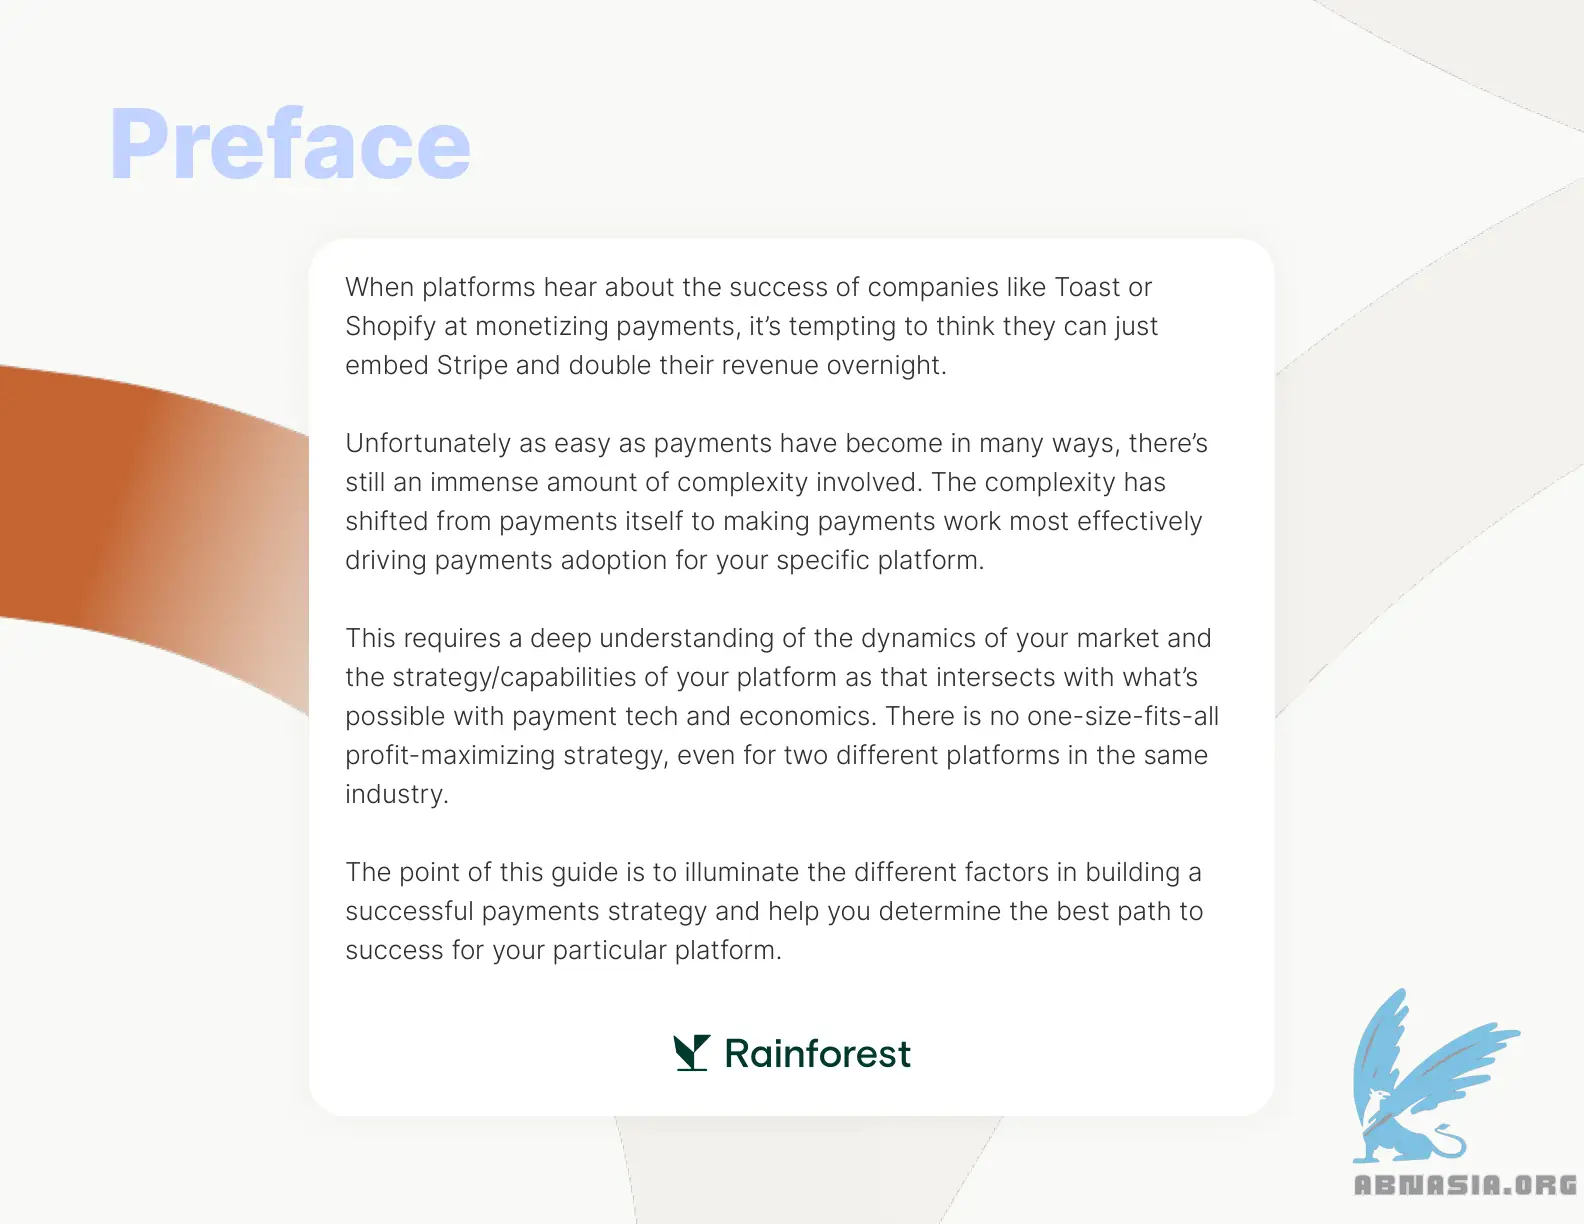 Preface
When platforms hear about the success of companies like Toast or
Shopify at monetizing payments, it’s tempting to think they can just
embed Stripe and double their revenue overnight.
Unfortunately as easy as payments have become in many ways, there’s
still an immense amount of complexity involved. The complexity has
shifted from payments itself to making payments work most effectively
driving payments adoption for your specific platform.
This requires a deep understanding of the dynamics of your market and
the strategy/capabilities of your platform as that intersects with what’s
possible with payment tech and economics. There is no one-size-fits-all
profit-maximizing strategy, even for two different platforms in the same
industry.
The point of this guide is to illuminate the different factors in building a
successful payments strategy and help you determine the best path to
success for your particular platform.
Rainforest
ABNASIA.ORG